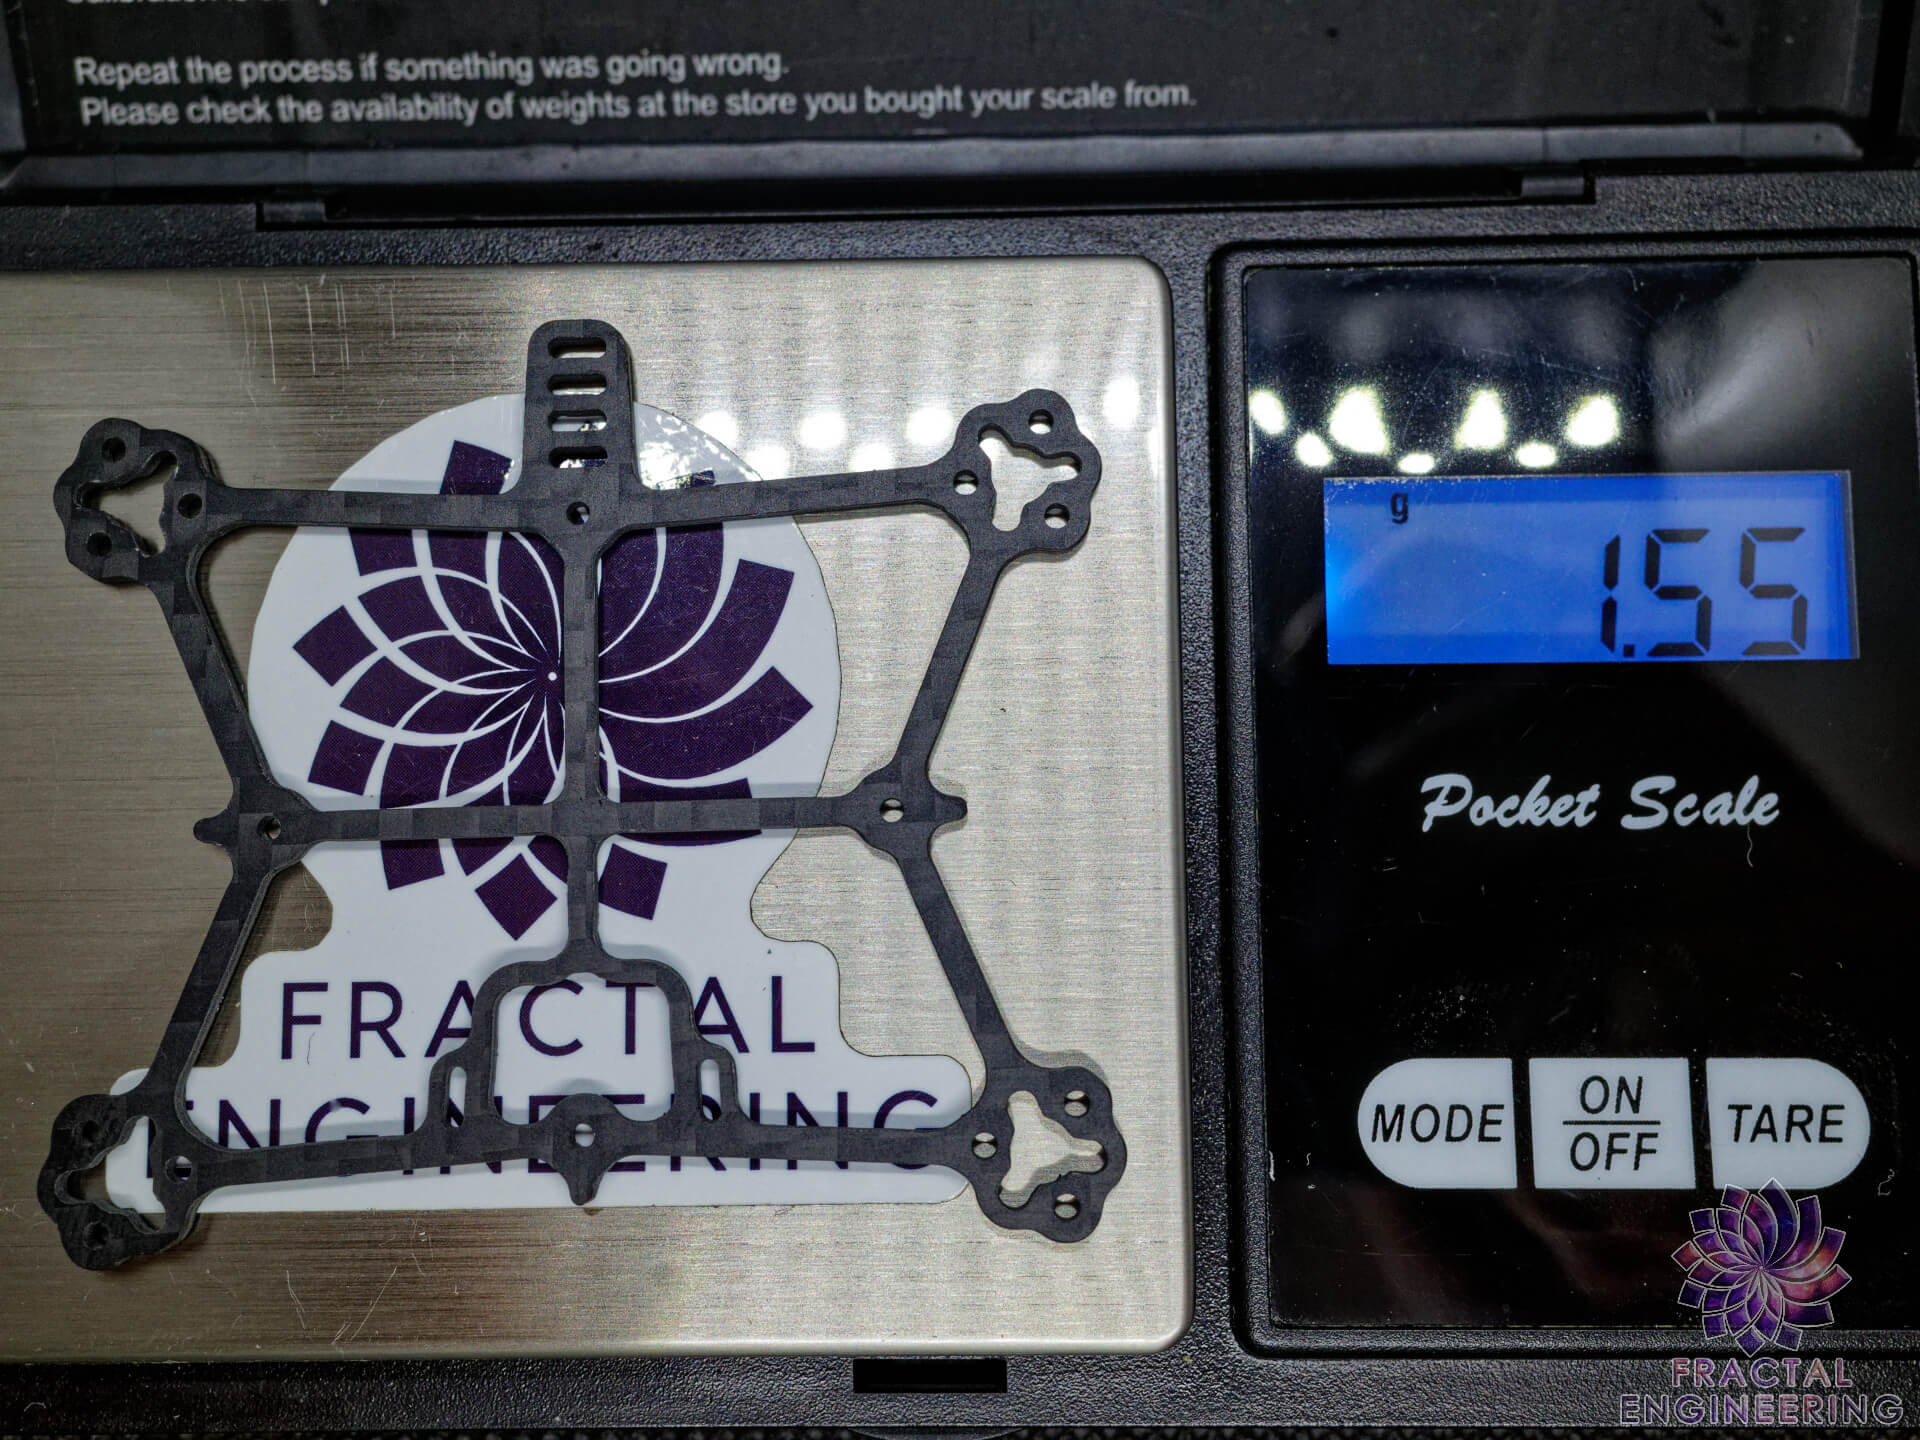 Repeat the process if something was going wrong.
Please check the availability of weights at the store you bought your scale from.
g
1.55
Pocket Scale
FRACTAL
ENGINEERING
MODE
ON
OFF
TARE
FRACTAL
ENGINEERING